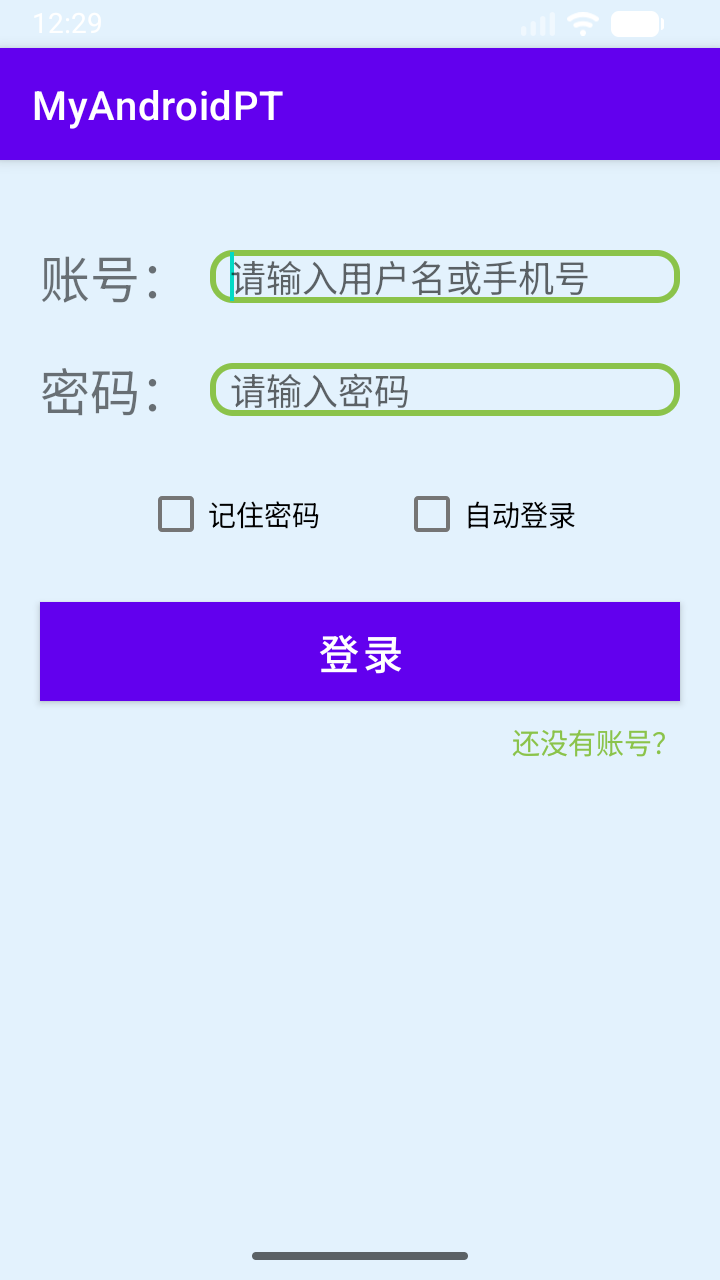 12:29
MyAndroidPT
账号：
请输入用户名或手机号
密码：
请输入密码
记住密码
自动登录
登录
还没有账号?